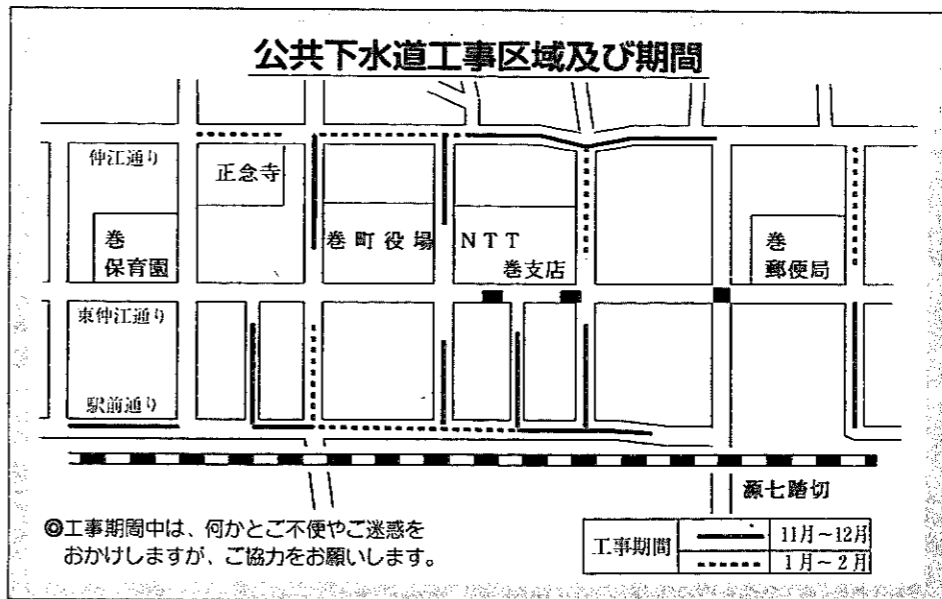 公共下水道工事区域及び期間
仲江通り
正念寺
巻
保育園
巻町役場
NTT
巻支店
巻
郵便局
東仲江通り
駅前通り
源七踏切
◎工事期間中は、何かとご不便やご迷惑を
おかけしますが、ご協力をお願いします。
工事期間
11月～12月
1月～2月